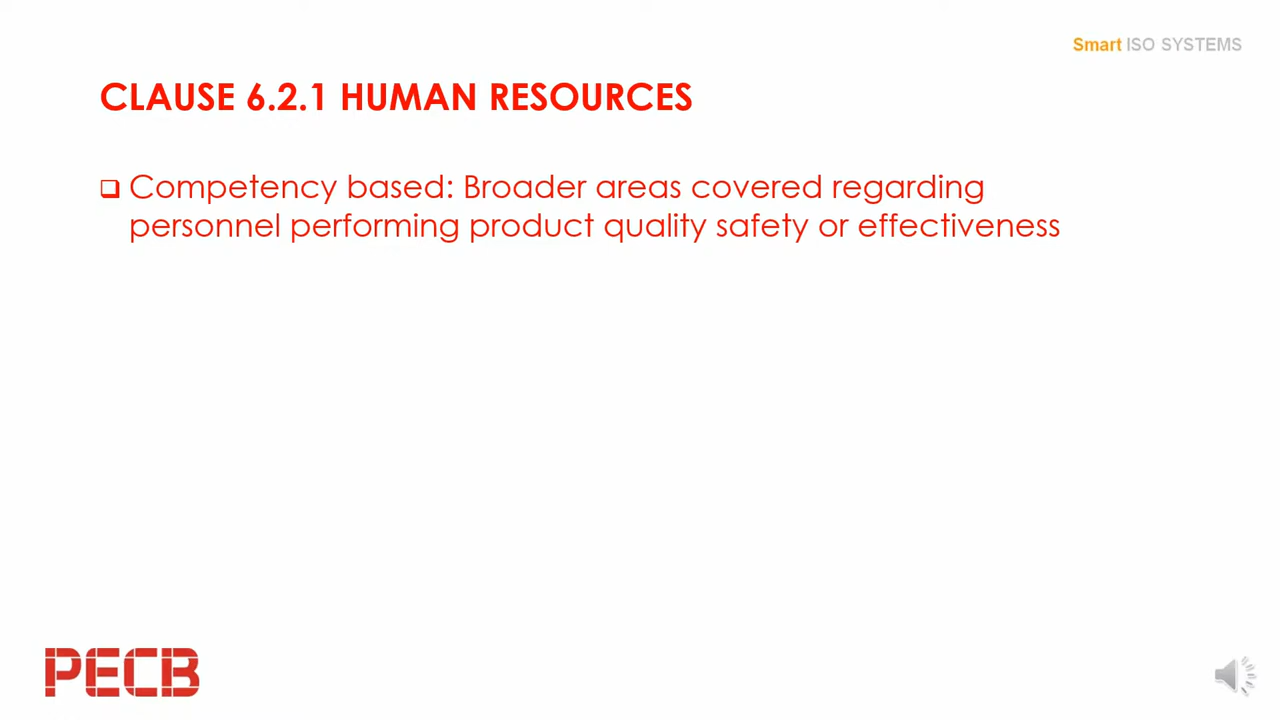 Smart ISO SYSTEMS
CLAUSE 6.2.1 HUMAN RESOURCES
Competency based: Broader areas covered regarding
personnel performing product quality safety or effectiveness
PECB